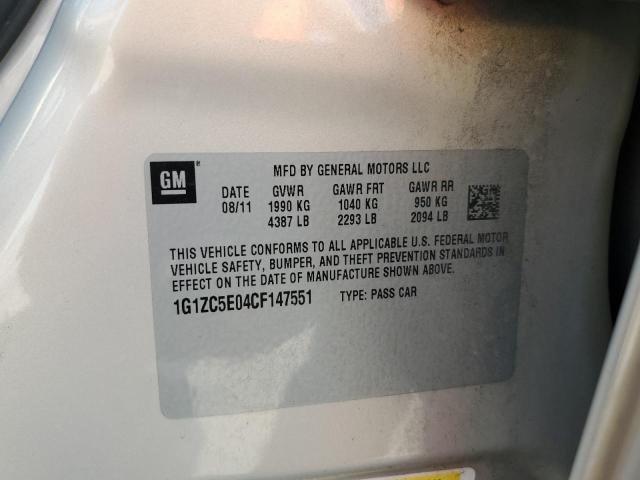 GM
MFD BY GENERAL MOTORS LLC
DATE GVWR GAWR FRT GAWR RR
08/11 1990 KG 1040 KG 950 KG
4387 LB 2293 LB 2094 LB
THIS VEHICLE CONFORMS TO ALL APPLICABLE U.S. FEDERAL MOTOR
VEHICLE SAFETY, BUMPER, AND THEFT PREVENTION STANDARDS IN
EFFECT ON THE DATE OF MANUFACTURE SHOWN ABOVE.
1G1ZC5E04CF147551 TYPE: PASS CAR